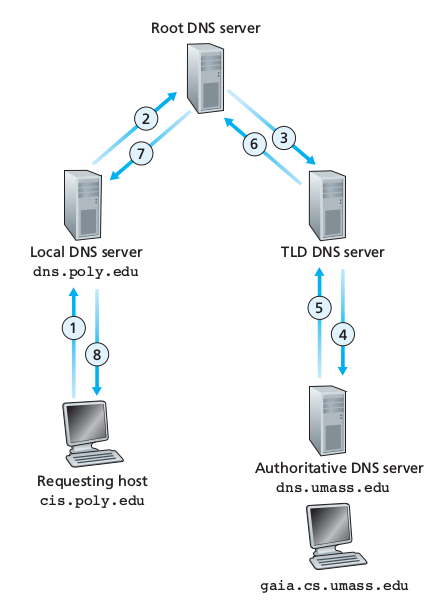 Root DNS server
2
3
7
6
Local DNS server
dns.poly.edu
TLD DNS server
1
8
5
4
Requesting host
cis.poly.edu
Authoritative DNS server
dns.umass.edu
gaia.cs.umass.edu